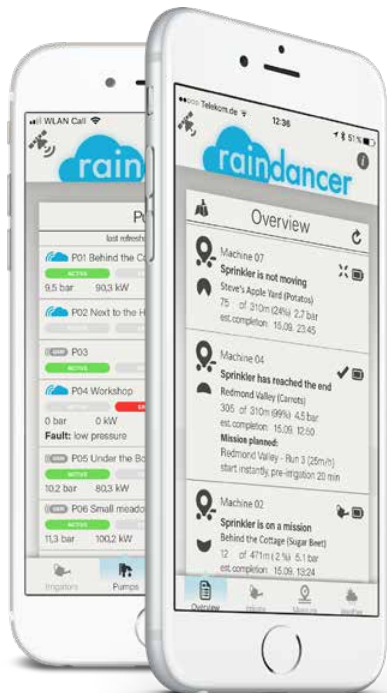 WLAN Call
rain
last refresh
P01 Behind the
ACTIVE
9,5 bar 90,3 kW
P02 Next to the
P03
ACTIVE
P04 Workshop
0 bar 0 kW
Fault: low pressure
P05 Under the
ACTIVE
10,2 bar 80,3 kW
P06 Small
ACTIVE
11,3 bar 100,2 kW
Irrigators Pumps
Telekom.de 12:36 51%
raindancer
Overview
Machine 07
Sprinkler is not moving
Steve's Apple Yard (Potatos)
75 of 310m (24%) 2,7 bar
est.completion: 15.09. 23:45
Machine 04
Sprinkler has reached the end
Redmond Valley (Carrots)
305 of 310m (99%) 4,5 bar
est.completion: 15.09. 12:50
Mission planned:
Redmond Valley - Run 3 (25m/h)
start instantly, pre-irrigation 20 min
Machine 02
Sprinkler is on a mission
Behind the Cottage (Sugar Beet)
12 of 471m (2%) 5,1 bar
est.completion: 15.09. 13:24
Overview